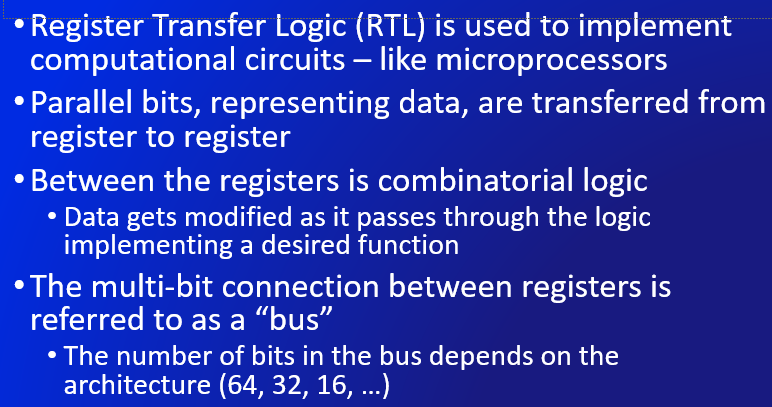 • Register Transfer Logic (RTL) is used to implement
computational circuits – like microprocessors
• Parallel bits, representing data, are transferred from
register to register
• Between the registers is combinatorial logic
• Data gets modified as it passes through the logic
implementing a desired function
• The multi-bit connection between registers is
referred to as a “bus”
• The number of bits in the bus depends on the
architecture (64, 32, 16, …)